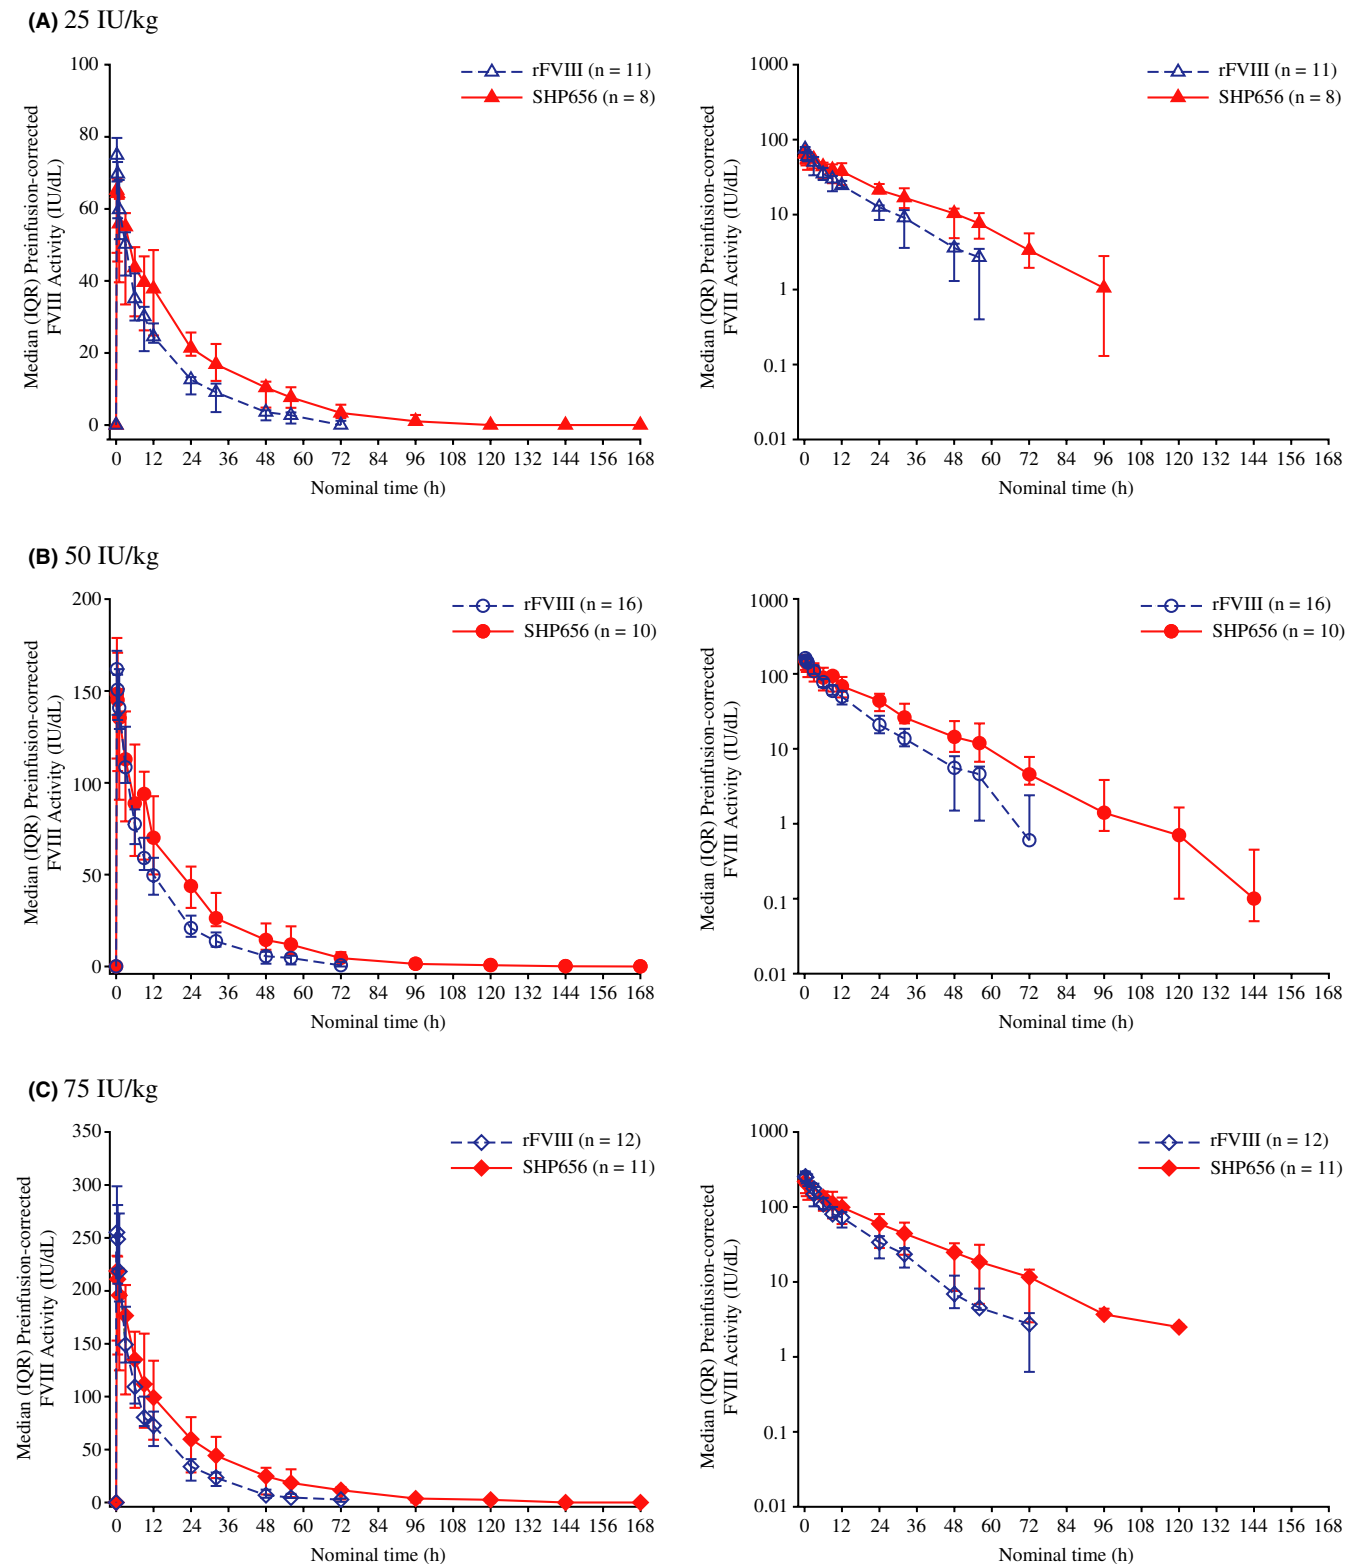 (A) 25 IU/kg
Median (IQR) Preinfusion-corrected
FVIII Activity (IU/dL)
100
80
60
40
20
0
rFVIII (n = 11)
SHP656 (n = 8)
0 12 24 36 48 60 72 84 96 108 120 132 144 156 168
Nominal time (h)
Median (IQR) Preinfusion-corrected
FVIII Activity (IU/dL)
1000
100
10
1
0.1
0.01
rFVIII (n = 11)
SHP656 (n = 8)
0 12 24 36 48 60 72 84 96 108 120 132 144 156 168
Nominal time (h)
(B) 50 IU/kg
Median (IQR) Preinfusion-corrected
FVIII Activity (IU/dL)
200
150
100
50
0
rFVIII (n = 16)
SHP656 (n = 10)
0 12 24 36 48 60 72 84 96 108 120 132 144 156 168
Nominal time (h)
Median (IQR) Preinfusion-corrected
FVIII Activity (IU/dL)
1000
100
10
1
0.1
0.01
rFVIII (n = 16)
SHP656 (n = 10)
0 12 24 36 48 60 72 84 96 108 120 132 144 156 168
Nominal time (h)
(C) 75 IU/kg
Median (IQR) Preinfusion-corrected
FVIII Activity (IU/dL)
350
300
250
200
150
100
50
0
rFVIII (n = 12)
SHP656 (n = 11)
0 12 24 36 48 60 72 84 96 108 120 132 144 156 168
Nominal time (h)
Median (IQR) Preinfusion-corrected
FVIII Activity (IU/dL)
1000
100
10
1
0.1
0.01
rFVIII (n = 12)
SHP656 (n = 11)
0 12 24 36 48 60 72 84 96 108 120 132 144 156 168
Nominal time (h)